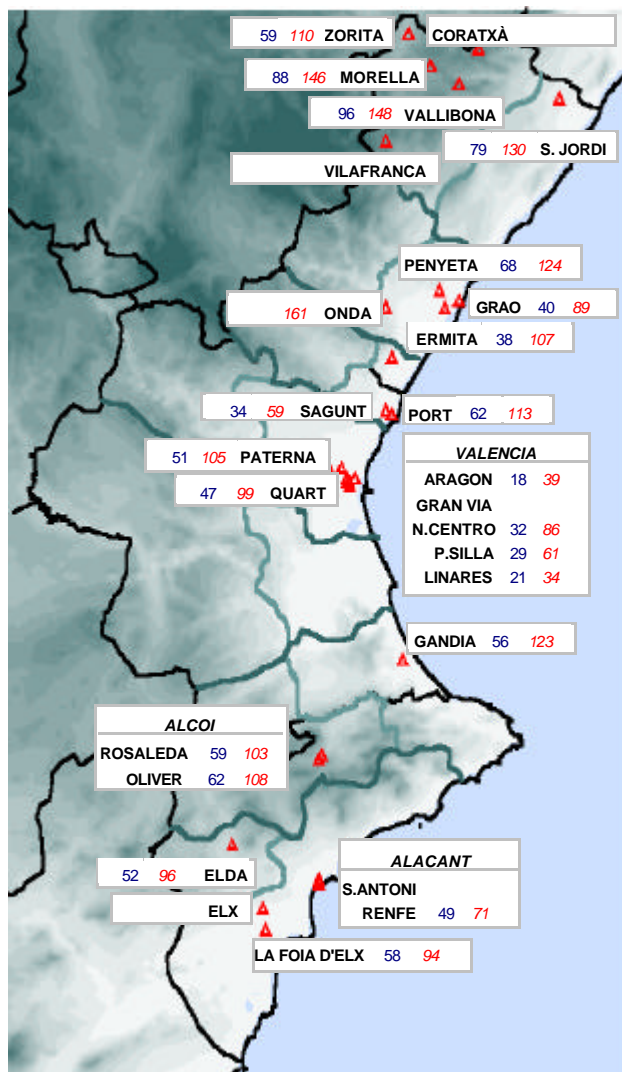 59 110 ZORITA
CORATXÀ
88 146 MORELLA
96 148 VALLIBONA
79 130 S. JORDI
VILAFRANCA
PENYETA 68 124
161 ONDA
GRAO 40 89
ERMITA 38 107
34 59 SAGUNT
PORT 62 113
51 105 PATERNA
47 99 QUART
VALENCIA
ARAGON 18 39
GRAN VIA
N.CENTRO 32 86
P.SILLA 29 61
LINARES 21 34
GANDIA 56 123
ALCOI
ROSALEDA 59 103
OLIVER 62 108
52 96 ELDA
ELX
ALACANT
S.ANTONI
RENFE 49 71
LA FOIA D'ELX 58 94